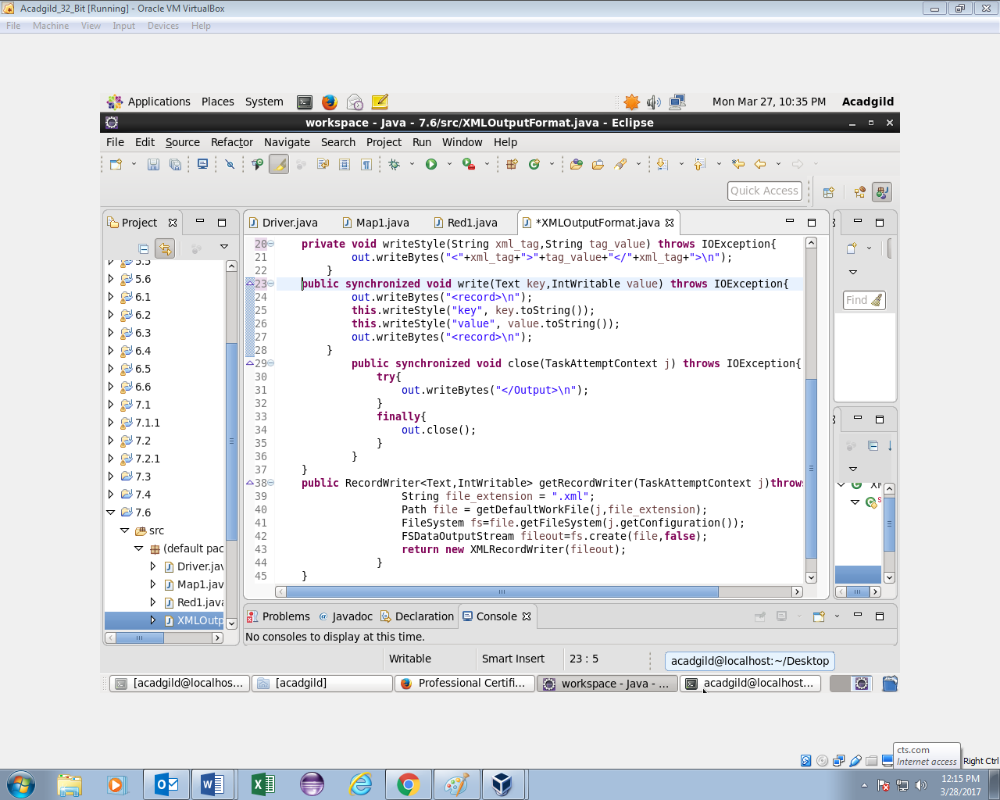 Acadgild_32_Bit [Running] - Oracle VM VirtualBox
File Machine View Input Devices Help
Applications Places System Mon Mar 27, 10:35 PM Acadgild
workspace - Java - 7.6/src/XMLOutputFormat.java - Eclipse
File Edit Source Refactor Navigate Search Project Run Window Help
Quick Access
Project Driver.java Map1.java Red1.java *XMLOutputFormat.java
20 private void writeStyle(String xml_tag,String tag_value) throws IOException{
21 out.writeBytes("<"+xml_tag+">"+tag_value+"</"+xml_tag+">\n");
22 }
23 public synchronized void write(Text key,IntWritable value) throws IOException{
24 out.writeBytes("<record>\n");
25 this.writeStyle("key", key.toString());
26 this.writeStyle("value", value.toString());
27 out.writeBytes("<record>\n");
28 }
29 public synchronized void close(TaskAttemptContext j) throws IOException{
30 try{
31 out.writeBytes("</Output>\n");
32 }
33 finally{
34 out.close();
35 }
36 }
37 }
38 public RecordWriter<Text,IntWritable> getRecordWriter(TaskAttemptContext j)throws
39 String file_extension = ".xml";
40 Path file = getDefaultWorkFile(j,file_extension);
41 FileSystem fs=file.getFileSystem(j.getConfiguration());
42 FSDataOutputStream fileout=fs.create(file,false);
43 return new XMLRecordWriter(fileout);
44 }
45 }
5.5
5.6
6.1
6.2
6.3
6.4
6.5
6.6
7.1
7.1.1
7.2
7.2.1
7.3
7.4
7.6
src
(default pac
Driver.jav
Map1.jav
Red1.java
XMLOutp
Find
XM
S
Problems @ Javadoc Declaration Console
No consoles to display at this time.
Writable Smart Insert 23 : 5
acadgild@localhost:~/Desktop
[acadgild@localhos... [acadgild] Professional Certifi... workspace - Java - ... acadgild@localhost...
cts.com
Internet access
Right Ctrl
12:15 PM
3/28/2017